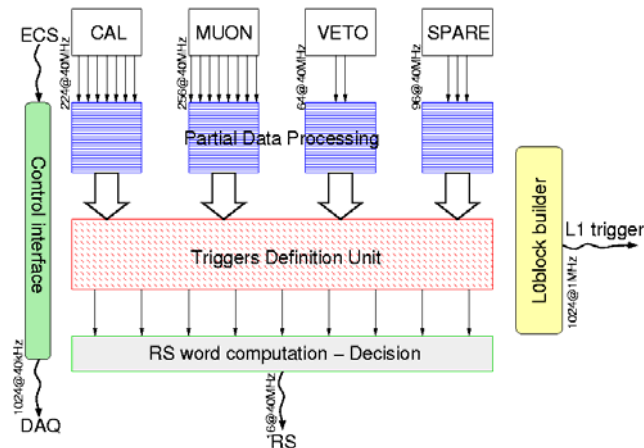 ECS
CAL
MUON
VETO
SPARE
224@40MHz
256@40MHz
64@40MHz
96@40MHz
Partial Data Processing
Control interface
Triggers Definition Unit
L0block builder
L1 trigger
1024@1MHz
RS word computation – Decision
1024@40kHz
16@40MHz
DAQ
RS